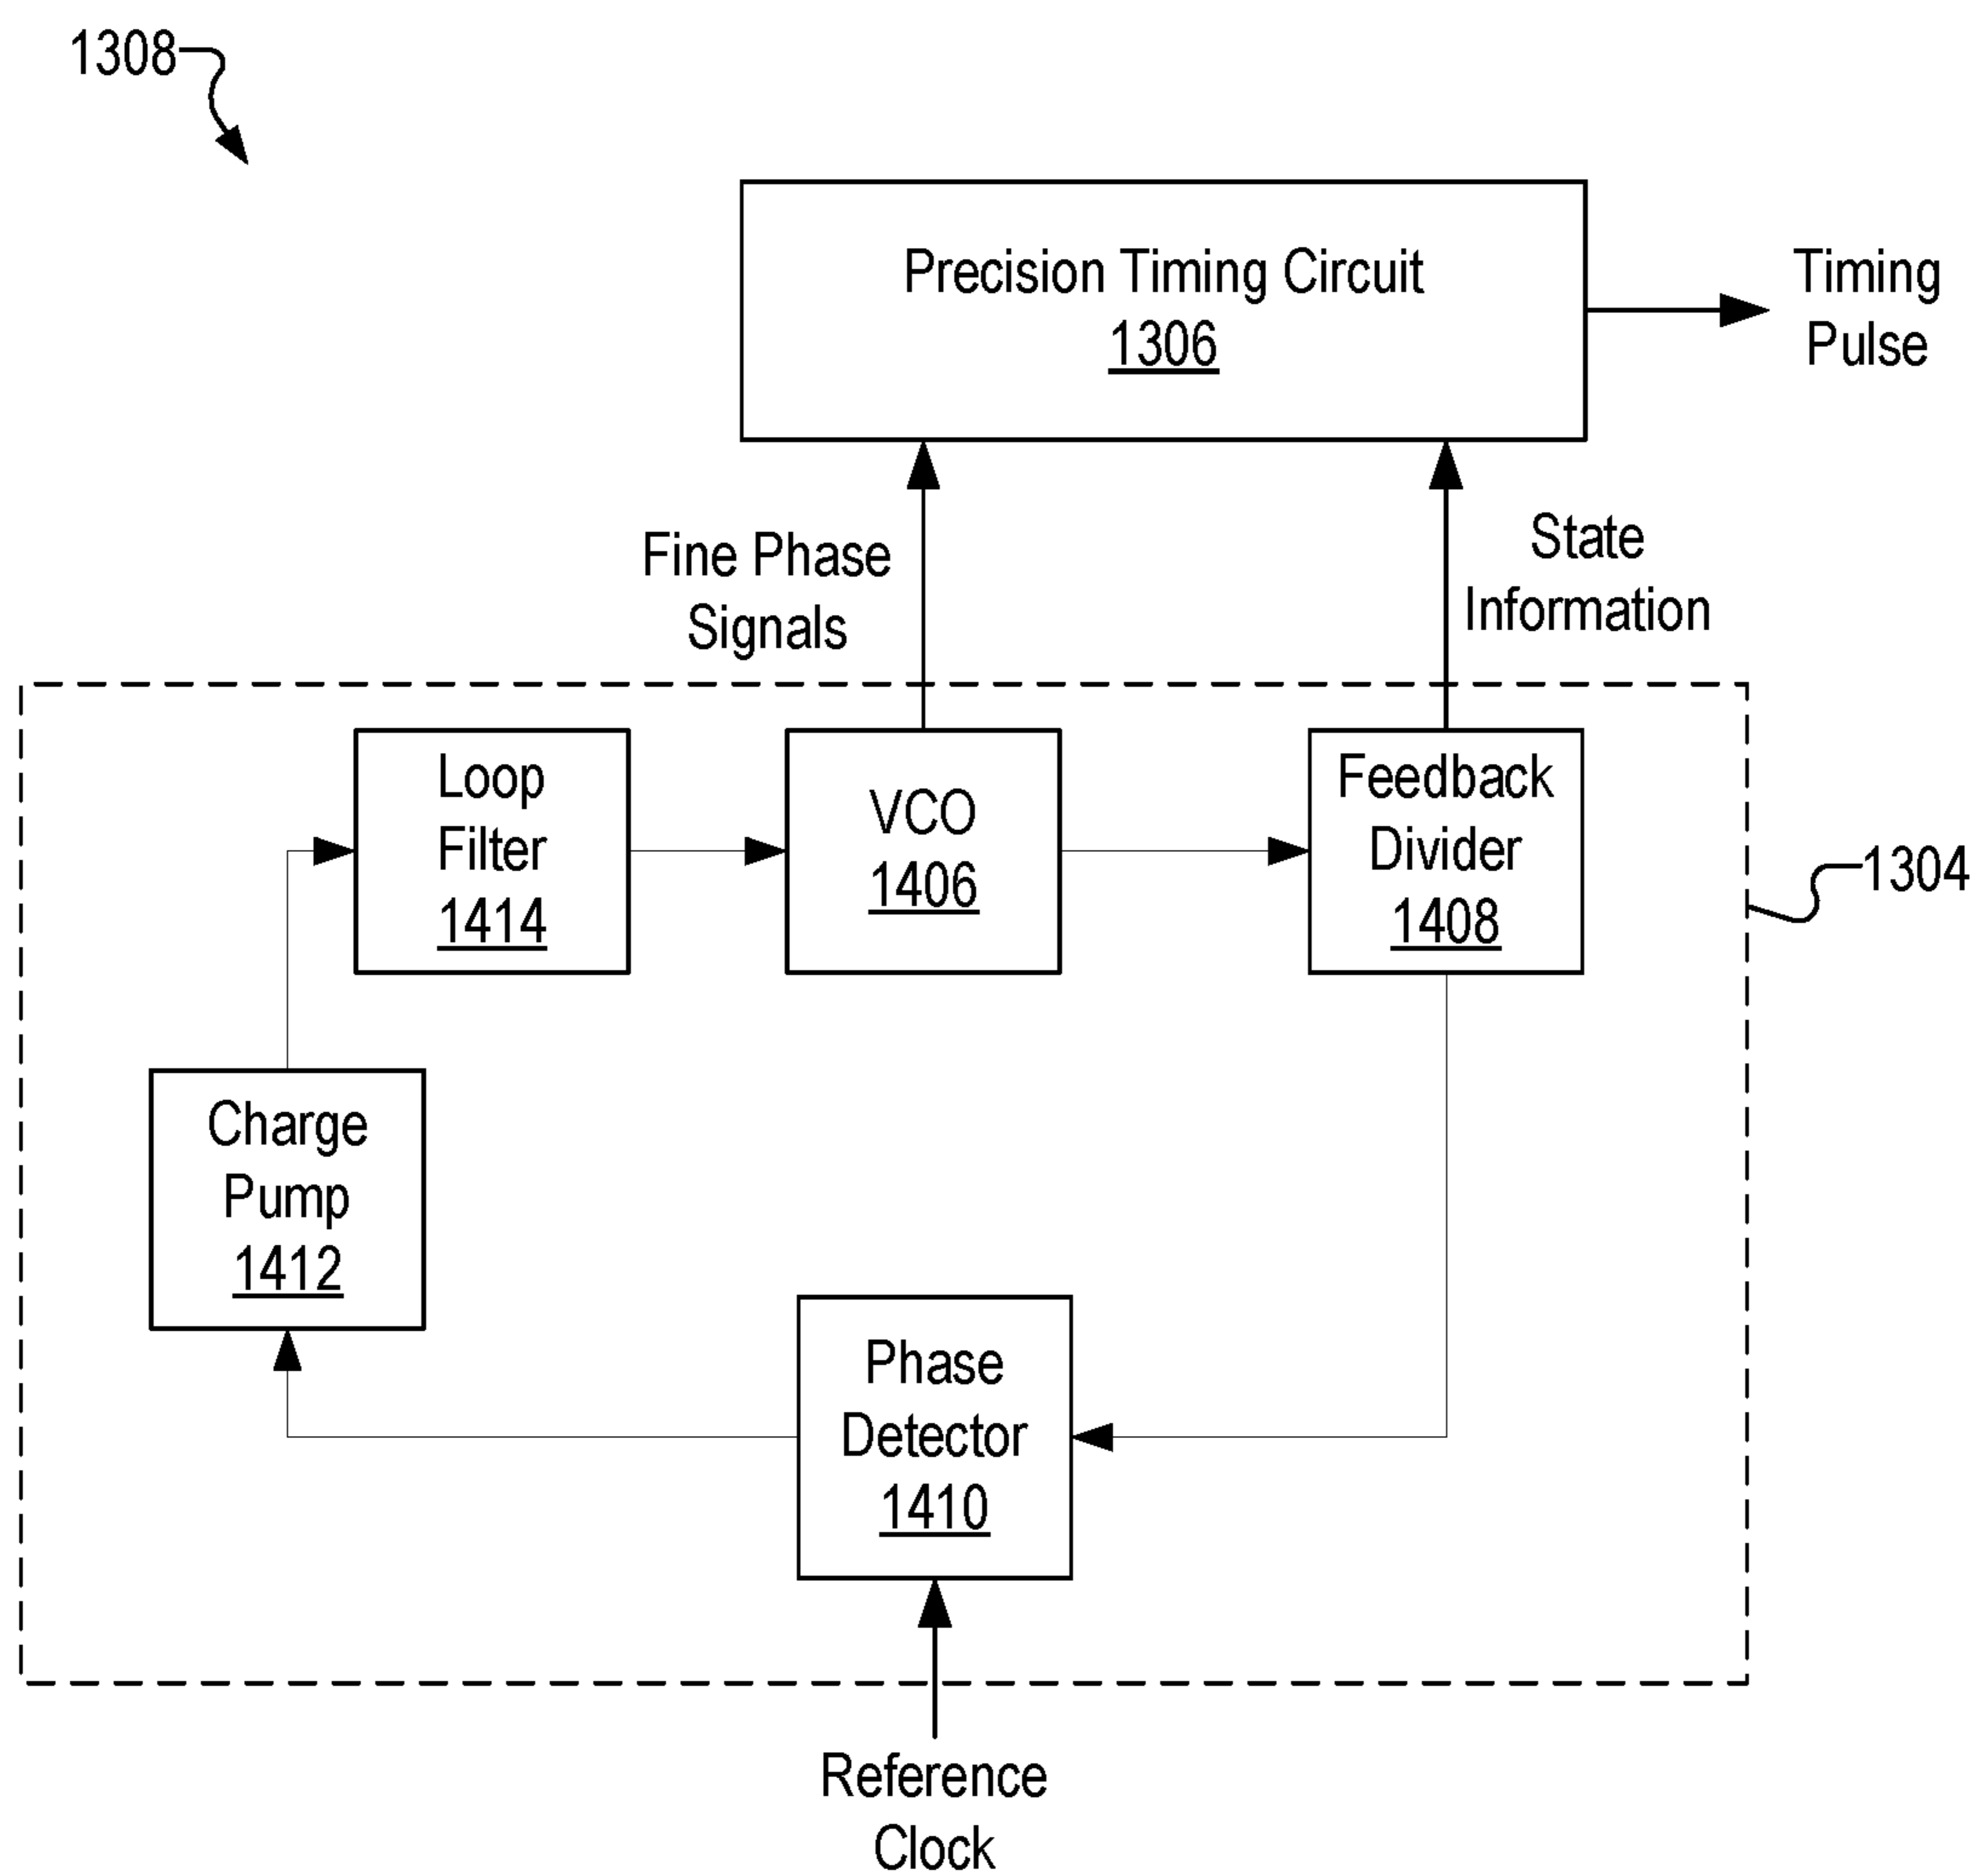 1308
Precision Timing Circuit
1306
Timing
Pulse
Fine Phase
Signals
State
Information
Loop
Filter
1414
VCO
1406
Feedback
Divider
1408
1304
Charge
Pump
1412
Phase
Detector
1410
Reference
Clock